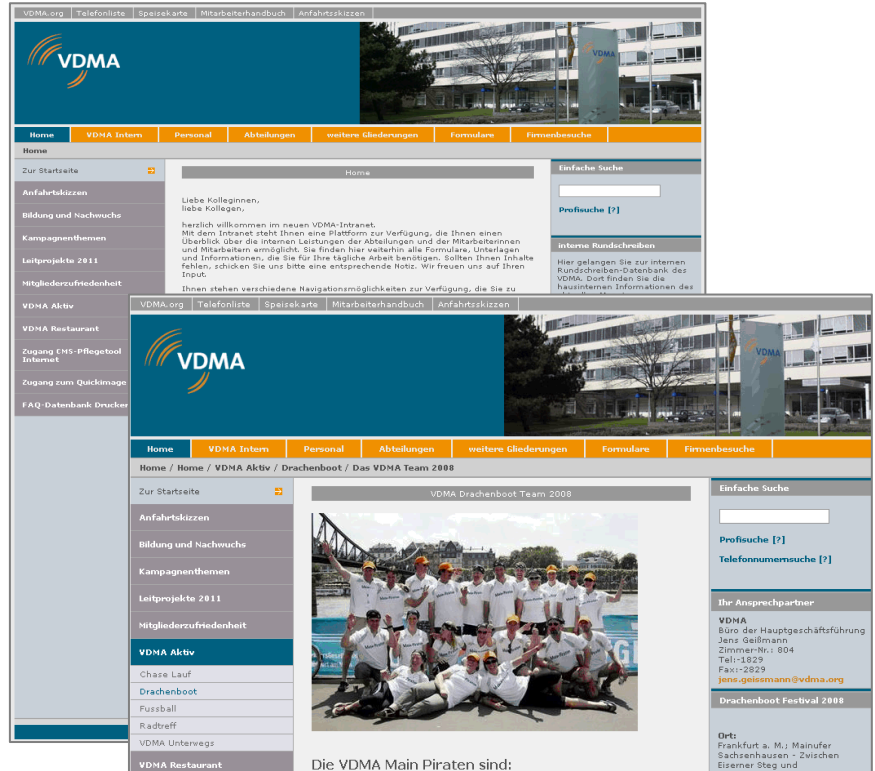 VDMA.org Telefonliste Speisekarte Mitarbeiterhandbuch Anfahrtsskizzen
VDMA
VDMA
Home VDMA Intern Personal Abteilungen weitere Gliederungen Formulare Firmenbesuche
Home
Zur Startseite
Anfahrtskizzen
Bildung und Nachwuchs
Kampagnenthemen
Leitprojekte 2011
Mitgliederzufriedenheit
VDMA Aktiv
VDMA Restaurant
Zugang CMS-Pflegetool
Internet
Zugang zum Quickimage
FAQ-Datenbank Drucker
Home
Liebe Kolleginnen,
liebe Kollegen,
herzlich willkommen im neuen VDMA-Intranet.
Mit dem Intranet steht Ihnen eine Plattform zur Verfügung, die Ihnen einen
Überblick über die internen Leistungen der Abteilungen und der Mitarbeiterinnen
und Mitarbeitern ermöglicht. Sie finden hier weiterhin alle Formulare, Unterlagen
und Informationen, die Sie für Ihre tägliche Arbeit benötigen. Sollten Ihnen Inhalte
fehlen, schicken Sie uns bitte eine entsprechende Notiz. Wir freuen uns auf Ihren
Input.
Ihnen stehen verschiedene Navigationsmöglichkeiten zur Verfügung, die Sie zu
Einfache Suche
Profisuche [?]
interne Rundschreiben
Hier gelangen Sie zur internen
Rundschreiben-Datenbank des
VDMA. Dort finden Sie die
hausinternen Informationen des
VDMA.org Telefonliste Speisekarte Mitarbeiterhandbuch Anfahrtsskizzen
VDMA
VDMA
Home VDMA Intern Personal Abteilungen weitere Gliederungen Formulare Firmenbesuche
Home / Home / VDMA Aktiv / Drachenboot / Das VDMA Team 2008
Zur Startseite
Anfahrtskizzen
Bildung und Nachwuchs
Kampagnenthemen
Leitprojekte 2011
Mitgliederzufriedenheit
VDMA Aktiv
Chase Lauf
Drachenboot
Fussball
Radtreff
VDMA Unterwegs
VDMA Restaurant
VDMA Drachenboot Team 2008
Die VDMA Main Piraten sind:
Einfache Suche
Profisuche [?]
Telefonnumernsuche [?]
Ihr Ansprechpartner
VDMA
Büro der Hauptgeschäftsführung
Jens Geißmann
Zimmer-Nr.: 804
Tel:-1829
Fax:-2829
jens.geissmann@vdma.org
Drachenboot Festival 2008
Ort:
Frankfurt a. M.; Mainufer
Sachsenhausen - Zwischen
Eiserner Steg und